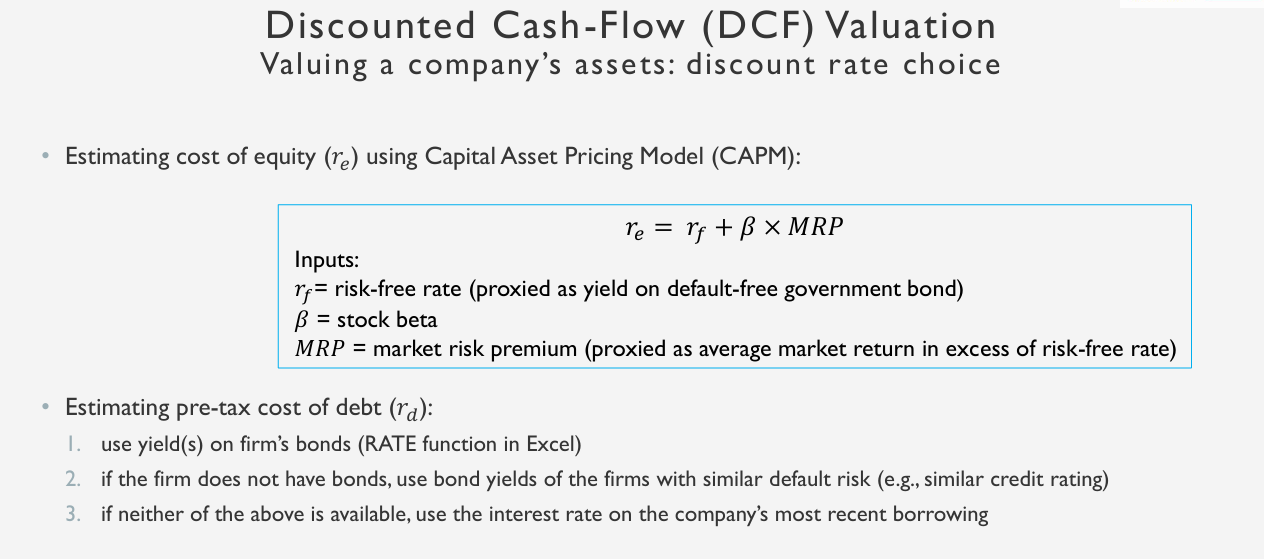 Discounted Cash-Flow (DCF) Valuation
Valuing a company's assets: discount rate choice
• Estimating cost of equity (rₑ) using Capital Asset Pricing Model (CAPM):
rₑ = r_f + β × MRP
Inputs:
r_f= risk-free rate (proxied as yield on default-free government bond)
β = stock beta
MRP = market risk premium (proxied as average market return in excess of risk-free rate)
• Estimating pre-tax cost of debt (r_d):
1. use yield(s) on firm's bonds (RATE function in Excel)
2. if the firm does not have bonds, use bond yields of the firms with similar default risk (e.g., similar credit rating)
3. if neither of the above is available, use the interest rate on the company's most recent borrowing